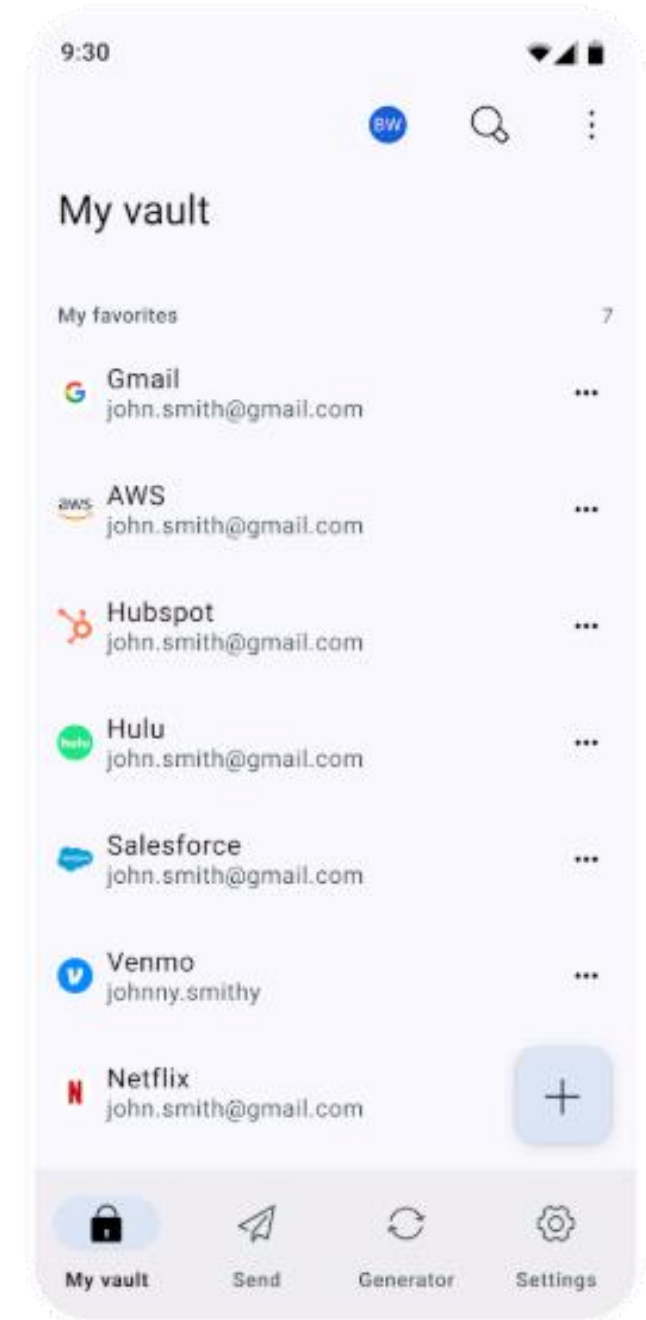 9:30
BW
My vault
My favorites
7
Gmail
john.smith@gmail.com
aws
AWS
john.smith@gmail.com
Hubspot
john.smith@gmail.com
hulu
Hulu
john.smith@gmail.com
Salesforce
john.smith@gmail.com
Venmo
johnny.smithy
Netflix
john.smith@gmail.com
My vault
Send
Generator
Settings